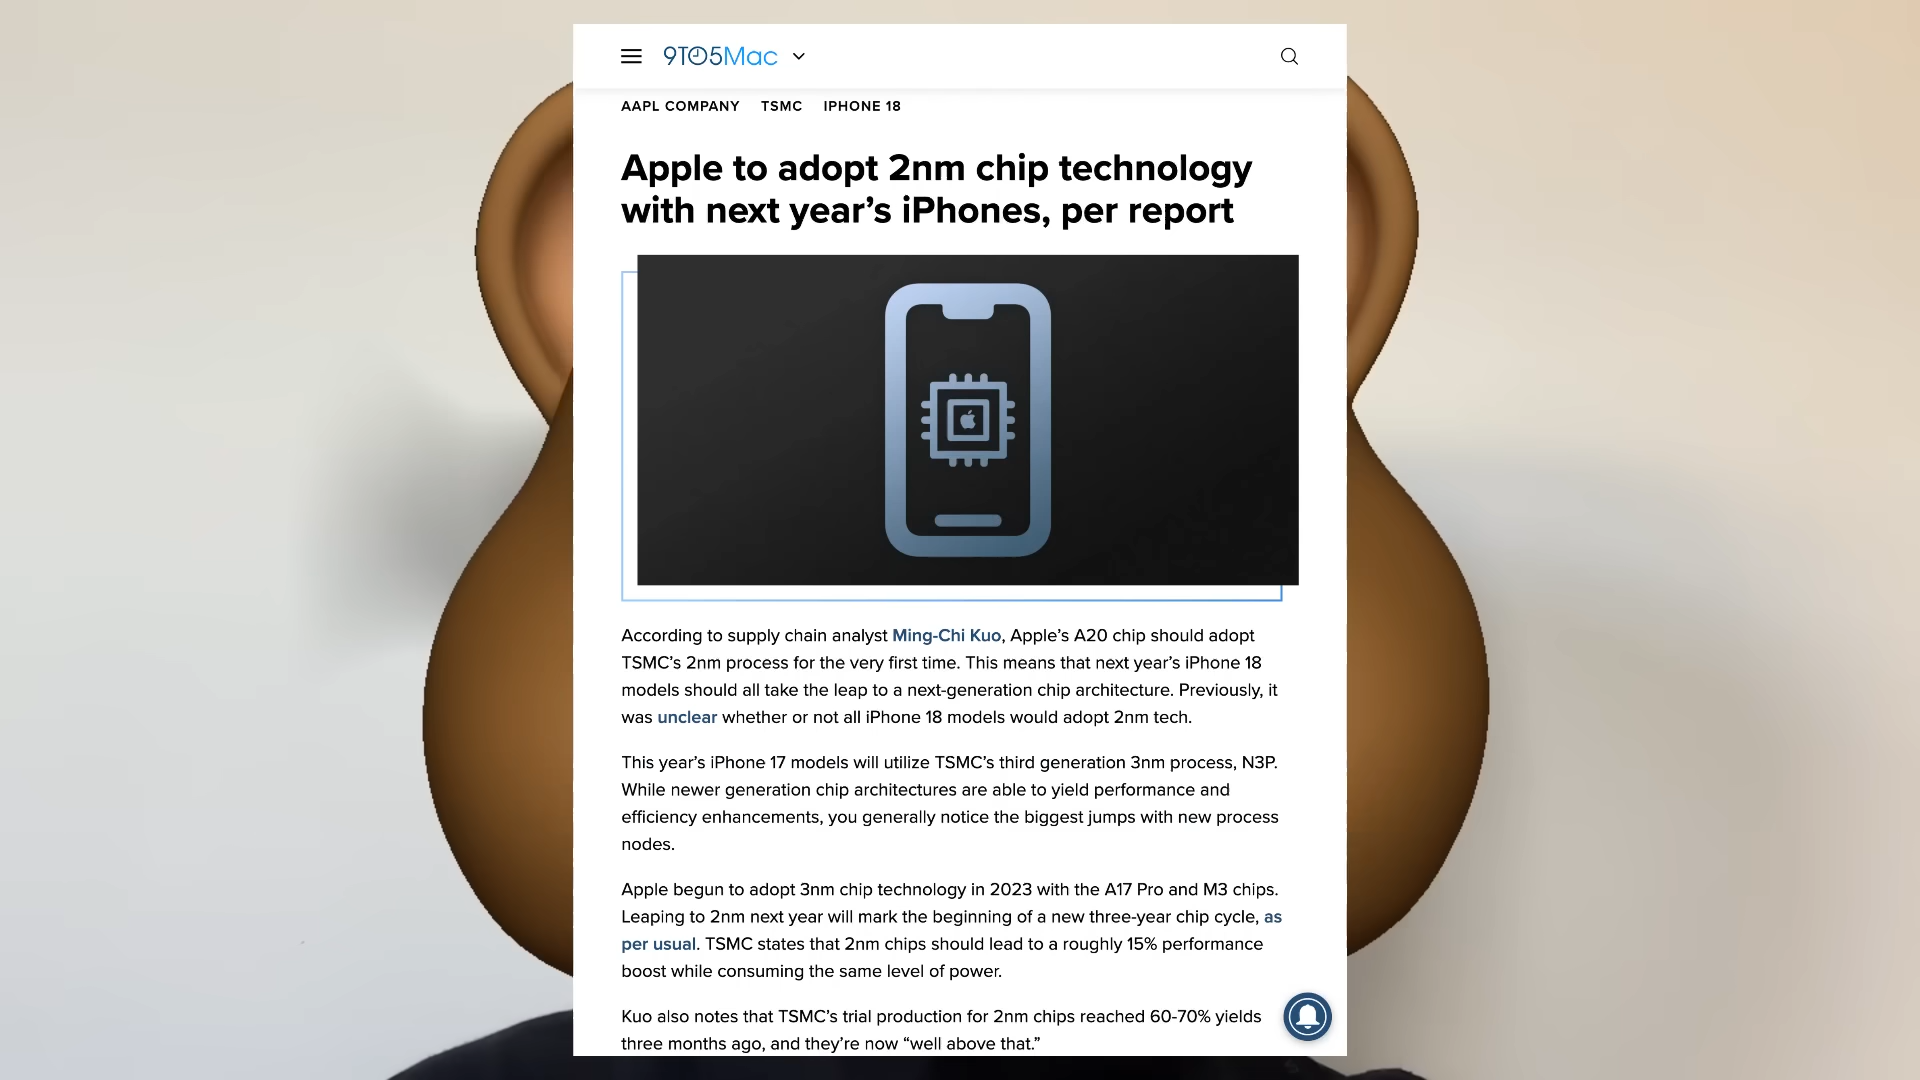 9TO5Mac
AAPL COMPANY TSMC IPHONE 18
Apple to adopt 2nm chip technology
with next year’s iPhones, per report
According to supply chain analyst Ming-Chi Kuo, Apple’s A20 chip should adopt
TSMC’s 2nm process for the very first time. This means that next year’s iPhone 18
models should all take the leap to a next-generation chip architecture. Previously, it
was unclear whether or not all iPhone 18 models would adopt 2nm tech.
This year’s iPhone 17 models will utilize TSMC’s third generation 3nm process, N3P.
While newer generation chip architectures are able to yield performance and
efficiency enhancements, you generally notice the biggest jumps with new process
nodes.
Apple begun to adopt 3nm chip technology in 2023 with the A17 Pro and M3 chips.
Leaping to 2nm next year will mark the beginning of a new three-year chip cycle, as
per usual. TSMC states that 2nm chips should lead to a roughly 15% performance
boost while consuming the same level of power.
Kuo also notes that TSMC’s trial production for 2nm chips reached 60-70% yields
three months ago, and they’re now “well above that.”